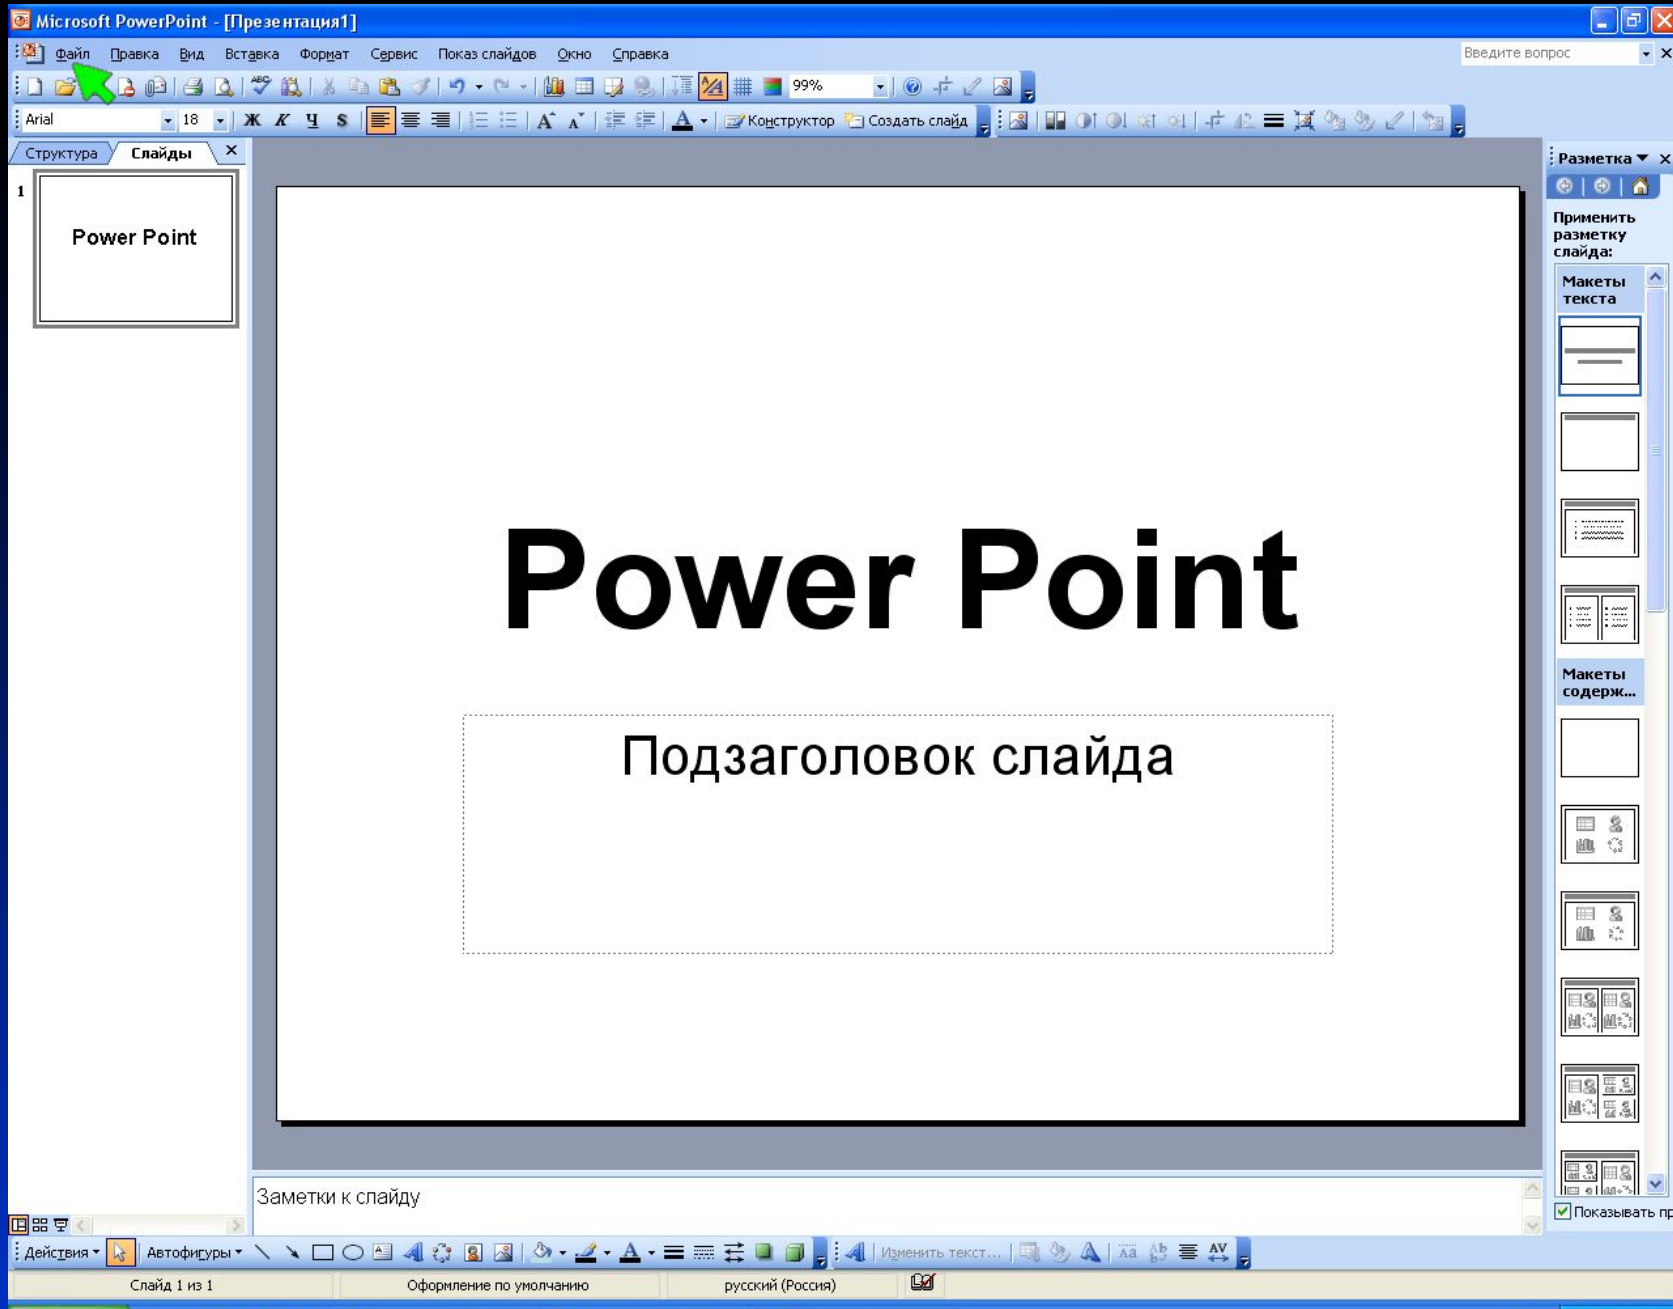 Microsoft PowerPoint - [Презентация1]
Файл Правка Вид Вставка Формат Сервис Показ слайдов Окно Справка Введите вопрос
99%
Arial 18 Ж К Ч S Конструктор Создать слайд
Структура Слайды
Разметка
1
Power Point
Применить
разметку
слайда:
Макеты
текста
Power Point
Подзаголовок слайда
Макеты
содерж...
Заметки к слайду
Показывать пр
Действия Автофигуры Изменить текст...
Слайд 1 из 1 Оформление по умолчанию русский (Россия)